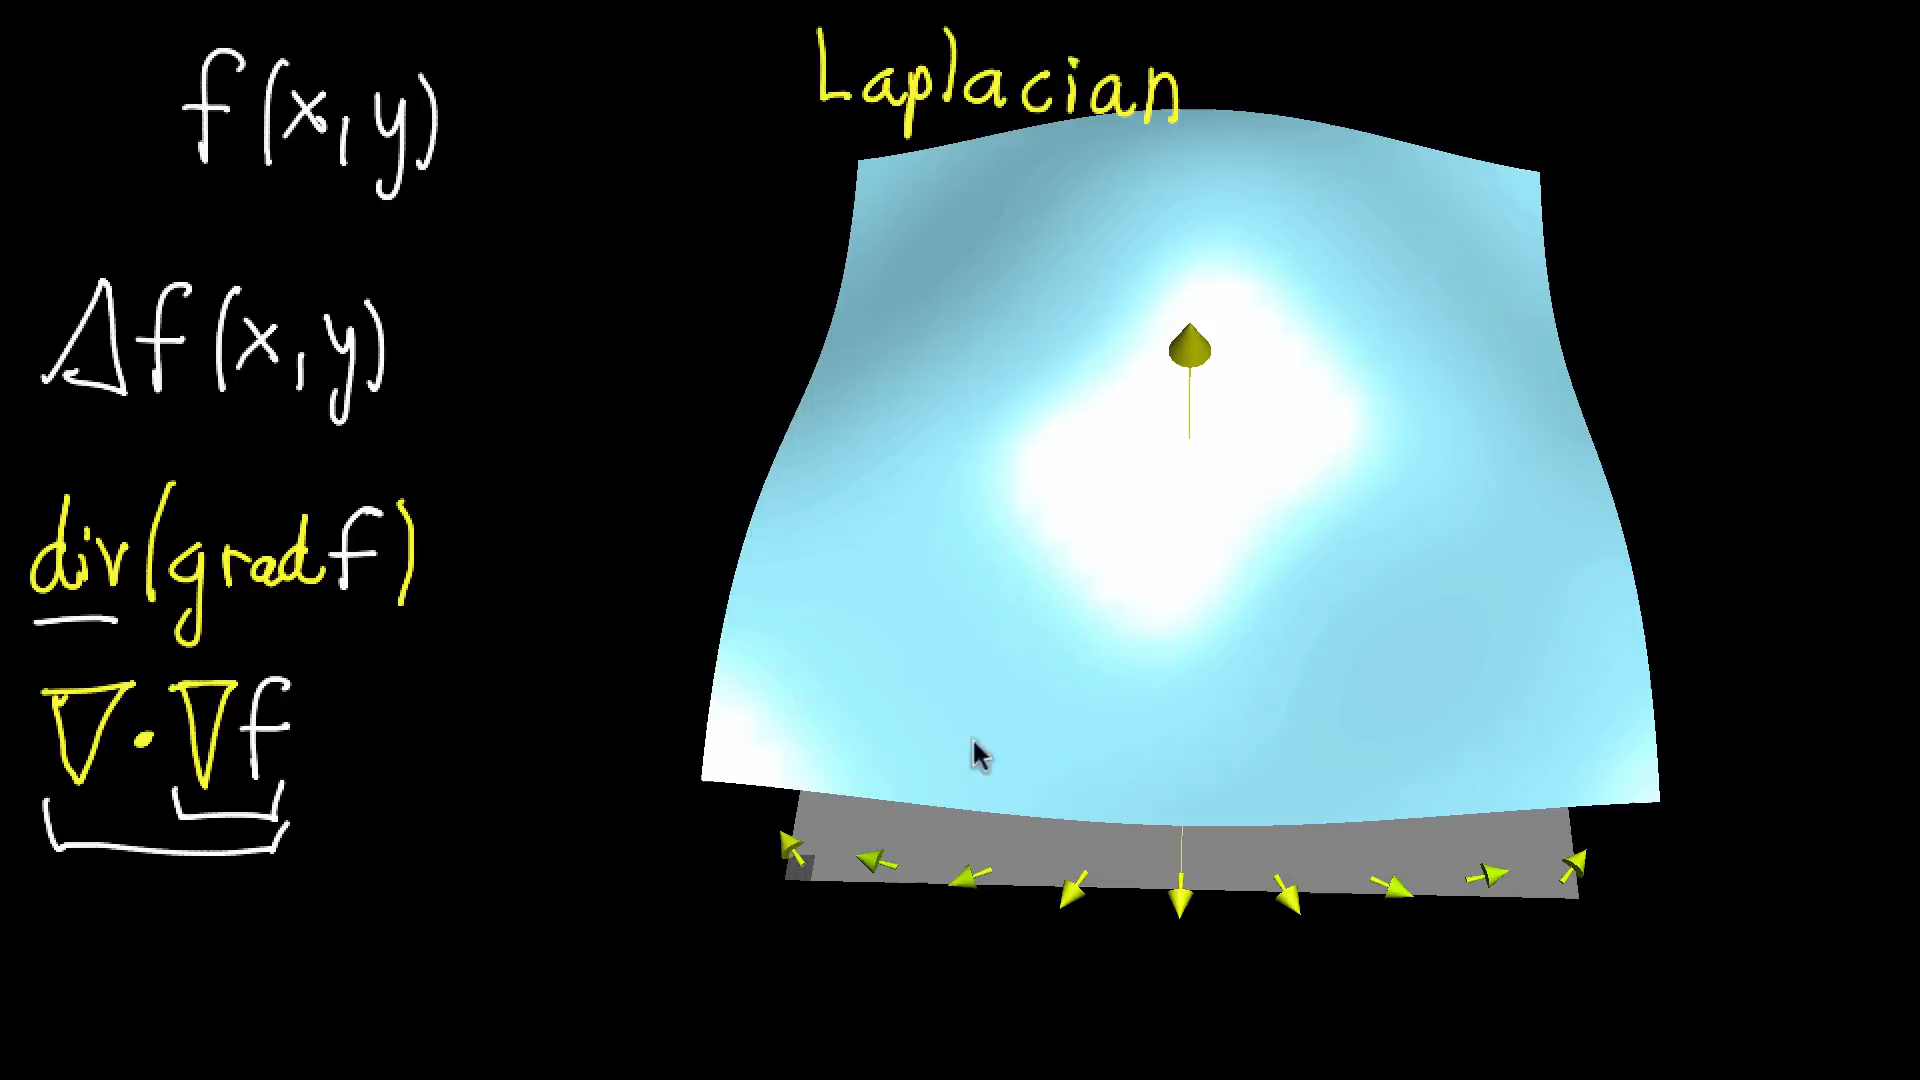 Laplacian
f(x,y)
Δf(x,y)
div(grad f)
∇·∇f